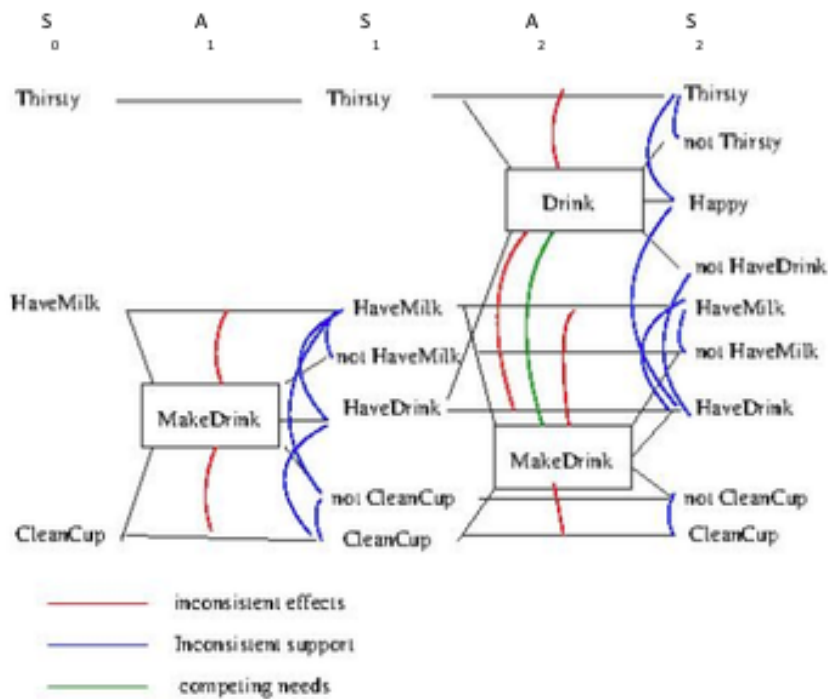 S A S A S
0 1 1 2 2
Thirsty Thirsty Thirsty
not Thirsty
Drink Happy
not HaveDrink
HaveMilk HaveMilk HaveMilk
not HaveMilk not HaveMilk
MakeDrink HaveDrink HaveDrink
MakeDrink
not CleanCup not CleanCup
CleanCup CleanCup CleanCup
inconsistent effects
Inconsistent support
competing needs